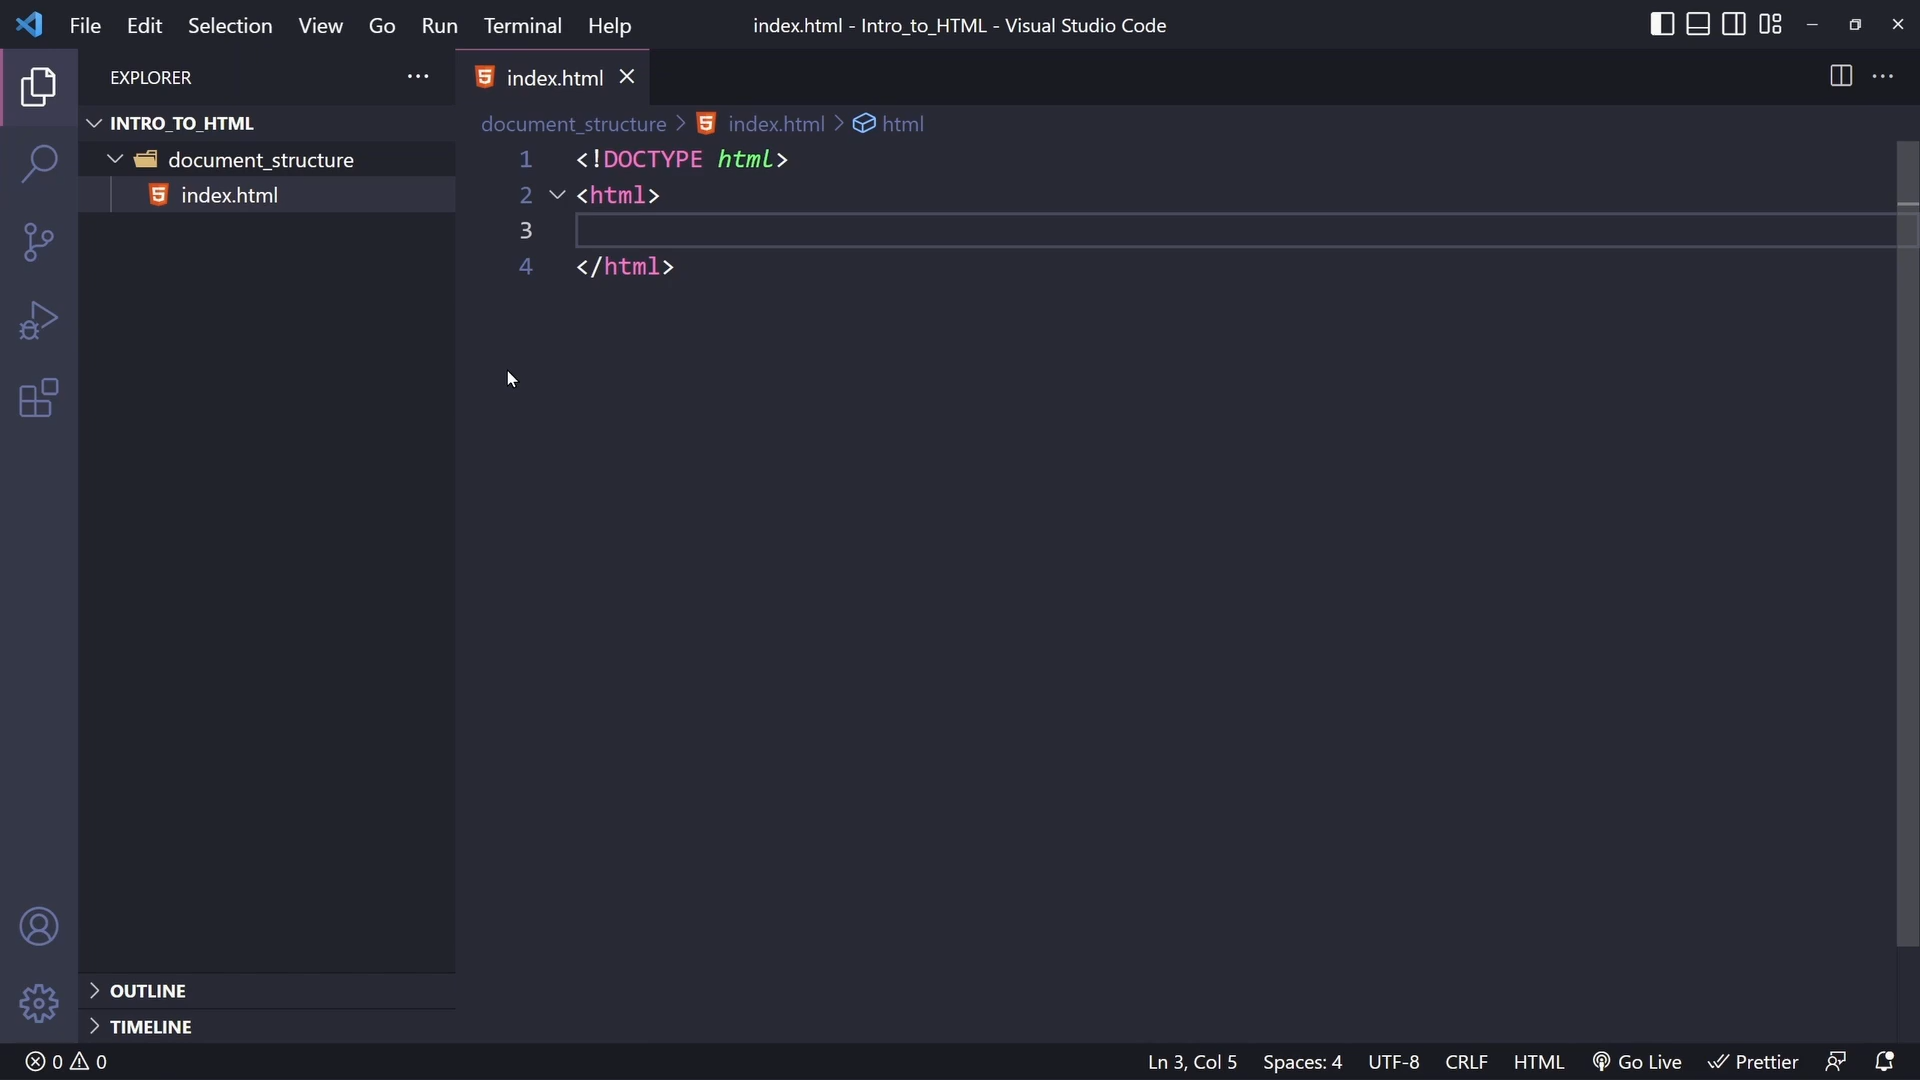 File Edit Selection View Go Run Terminal Help
index.html - Intro_to_HTML - Visual Studio Code
EXPLORER
INTRO_TO_HTML
document_structure
index.html
index.html
document_structure > index.html > html
1 <!DOCTYPE html>
2 <html>
3
4 </html>
OUTLINE
TIMELINE
0 0
Ln 3, Col 5 Spaces: 4 UTF-8 CRLF HTML Go Live Prettier